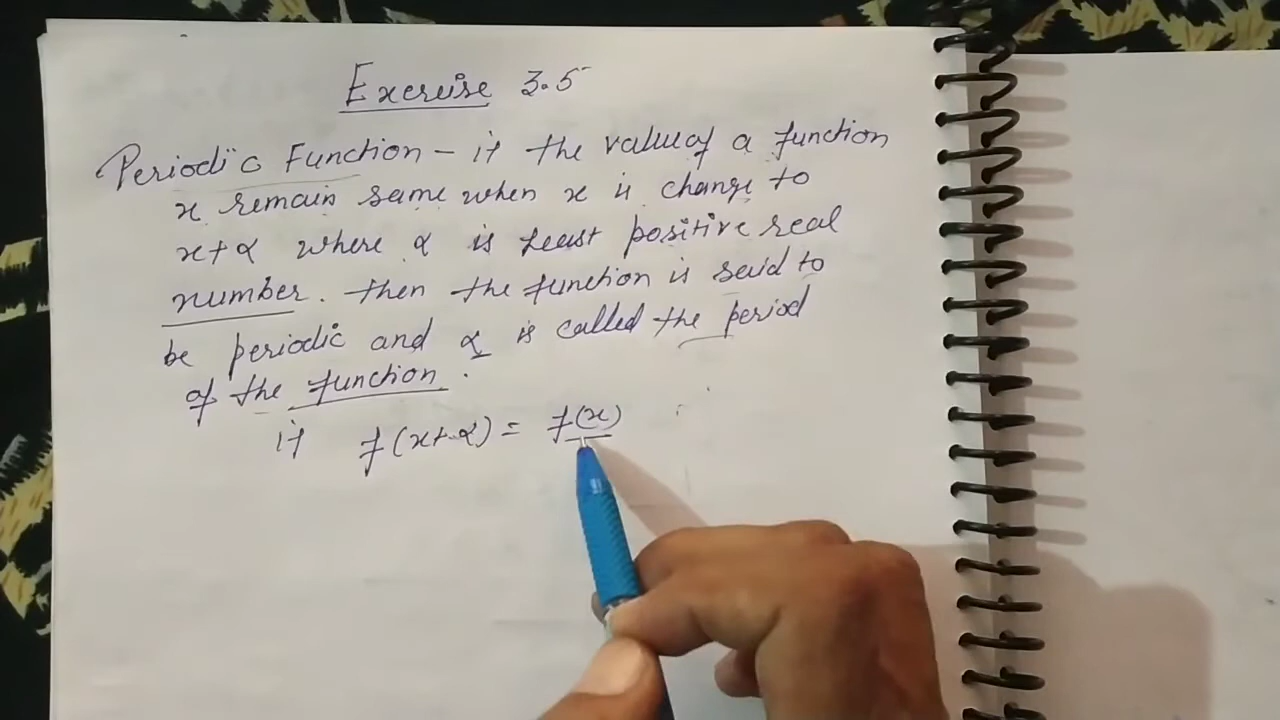 Exercise 3.5
Periodic Function - if the value of a function
x remain same when x is change to
x+α where α is least positive real
number. then the function is said to
be periodic and α is called the period
of the function.
if f(x+α) = f(x)